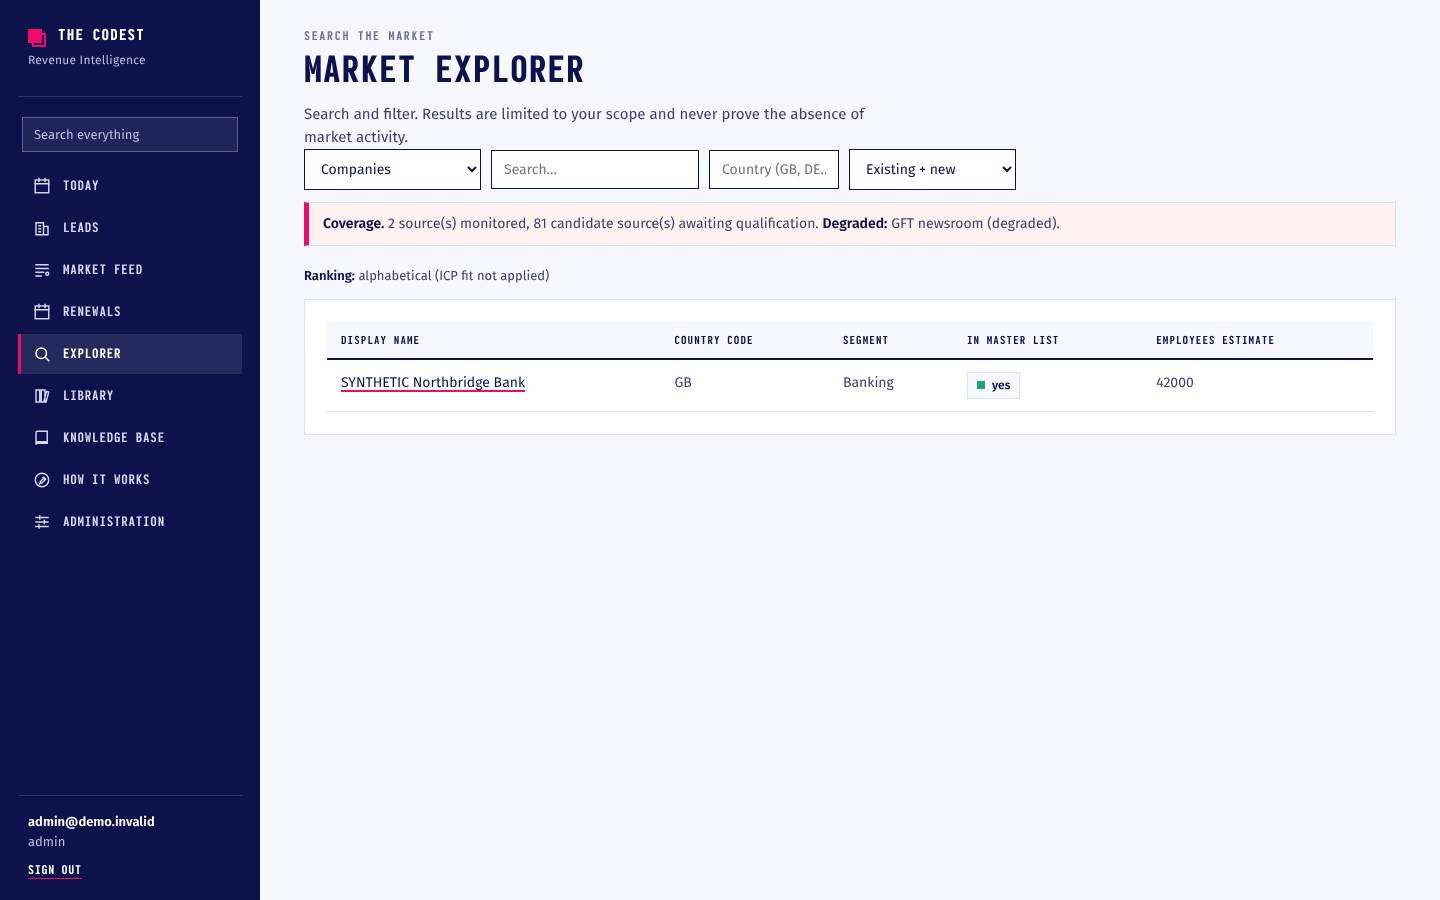 THE CODEST
Revenue Intelligence
Search everything
TODAY
LEADS
MARKET FEED
RENEWALS
EXPLORER
LIBRARY
KNOWLEDGE BASE
HOW IT WORKS
ADMINISTRATION
admin@demo.invalid
admin
SIGN OUT
SEARCH THE MARKET
MARKET EXPLORER
Search and filter. Results are limited to your scope and never prove the absence of
market activity.
Companies Search... Country (GB, DE.. Existing + new
Coverage. 2 source(s) monitored, 81 candidate source(s) awaiting qualification. Degraded: GFT newsroom (degraded).
Ranking: alphabetical (ICP fit not applied)
DISPLAY NAME COUNTRY CODE SEGMENT IN MASTER LIST EMPLOYEES ESTIMATE
SYNTHETIC Northbridge Bank GB Banking yes 42000